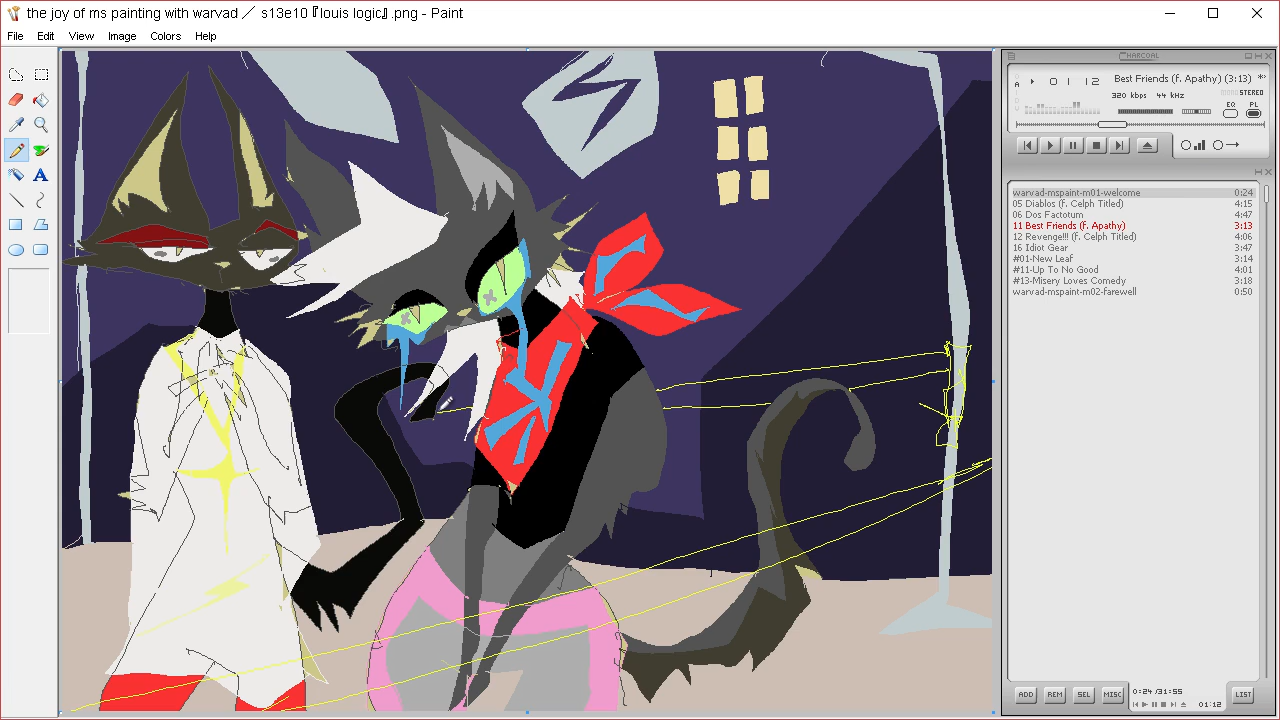 the joy of ms painting with warvad ／ s13e10『louis logic』.png - Paint
File Edit View Image Colors Help
CHARCOAL
Best Friends (f. Apathy) (3:13)
01 12
320 kbps 44 kHz
STEREO
EQ PL
warvad-mspaint-m01-welcome 0:24
05 Diablos (f. Celph Titled) 4:15
06 Dos Factotum 4:47
11 Best Friends (f. Apathy) 3:13
12 Revenge!!! (f. Celph Titled) 4:06
16 Idiot Gear 3:47
#01-New Leaf 3:14
#11-Up To No Good 4:01
#13-Misery Loves Comedy 3:18
warvad-mspaint-m02-farewell 0:50
ADD REM SEL MISC 0:24/31:55 LIST
01:12